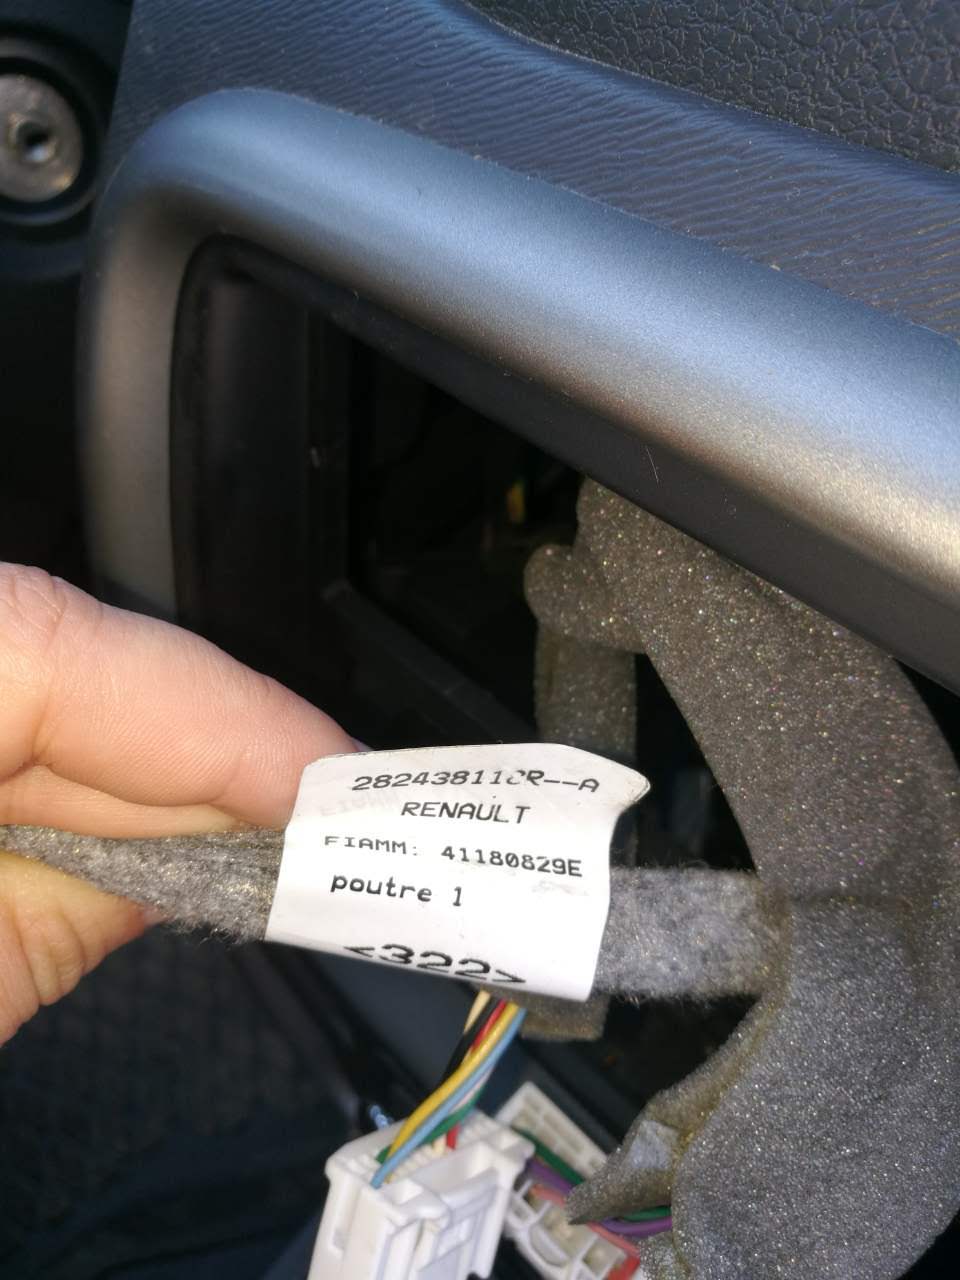 282438110R--A
RENAULT
FIAMM: 41180829E
poutre 1
<322>